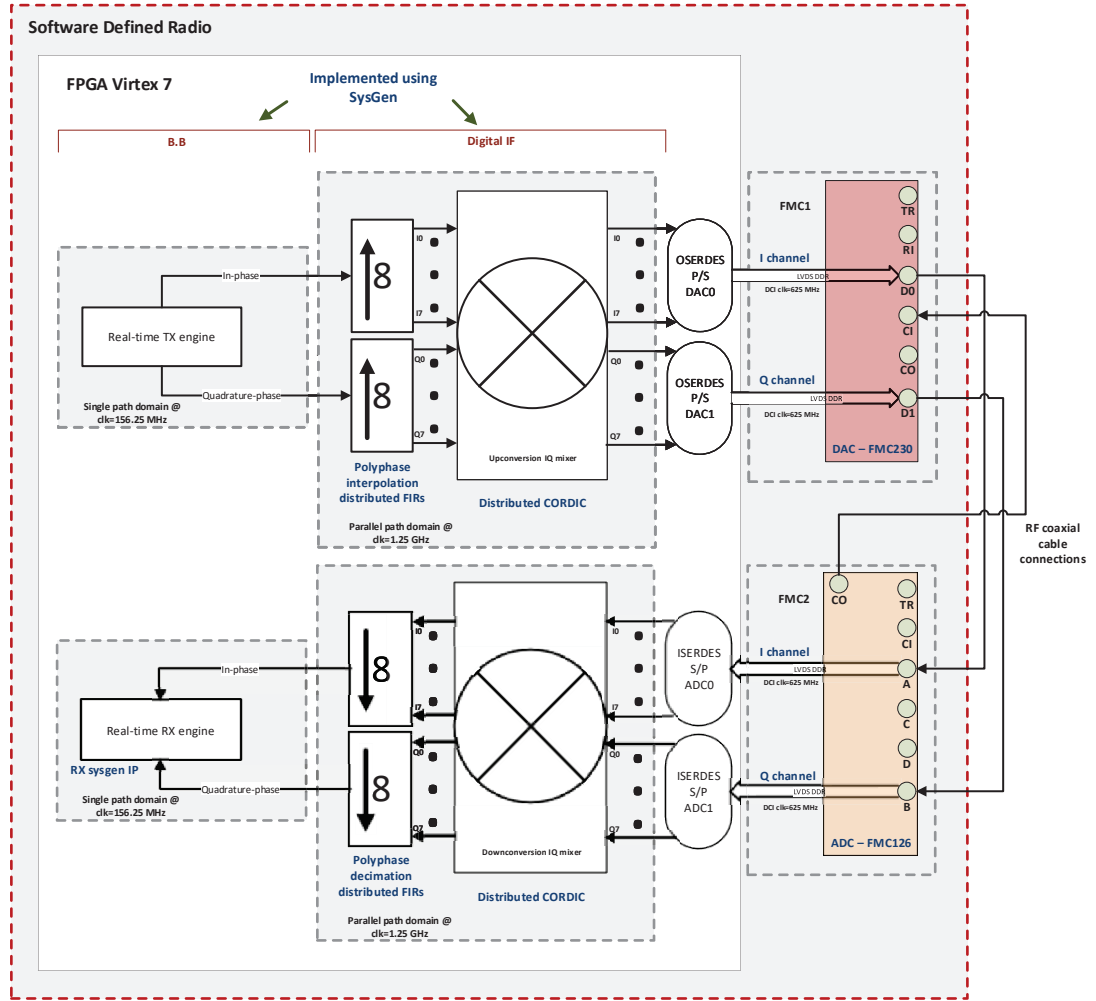 Software Defined Radio
FPGA Virtex 7
Implemented using
SysGen
B.B
Digital IF
In-phase
Real-time TX engine
Quadrature-phase
Single path domain @
clk=156.25 MHz
8
8
I0
I7
Q0
Q7
Polyphase
interpolation
distributed FIRs
Parallel path domain @
clk=1.25 GHz
Upconversion IQ mixer
Distributed CORDIC
I0
I7
Q0
Q7
OSERDES
P/S
DAC0
OSERDES
P/S
DAC1
I channel
LVDS DDR
DCI clk=625 MHz
Q channel
LVDS DDR
DCI clk=625 MHz
FMC1
TR
RI
D0
CI
CO
D1
DAC – FMC230
RF coaxial
cable
connections
In-phase
Real-time RX engine
RX sysgen IP
Quadrature-phase
Single path domain @
clk=156.25 MHz
8
8
I0
I7
Q0
Q7
Polyphase
decimation
distributed FIRs
Parallel path domain @
clk=1.25 GHz
Downconversion IQ mixer
Distributed CORDIC
I0
I7
Q0
Q7
ISERDES
S/P
ADC0
ISERDES
S/P
ADC1
I channel
LVDS DDR
DCI clk=625 MHz
Q channel
LVDS DDR
DCI clk=625 MHz
FMC2
CO
TR
CI
A
C
D
B
ADC – FMC126